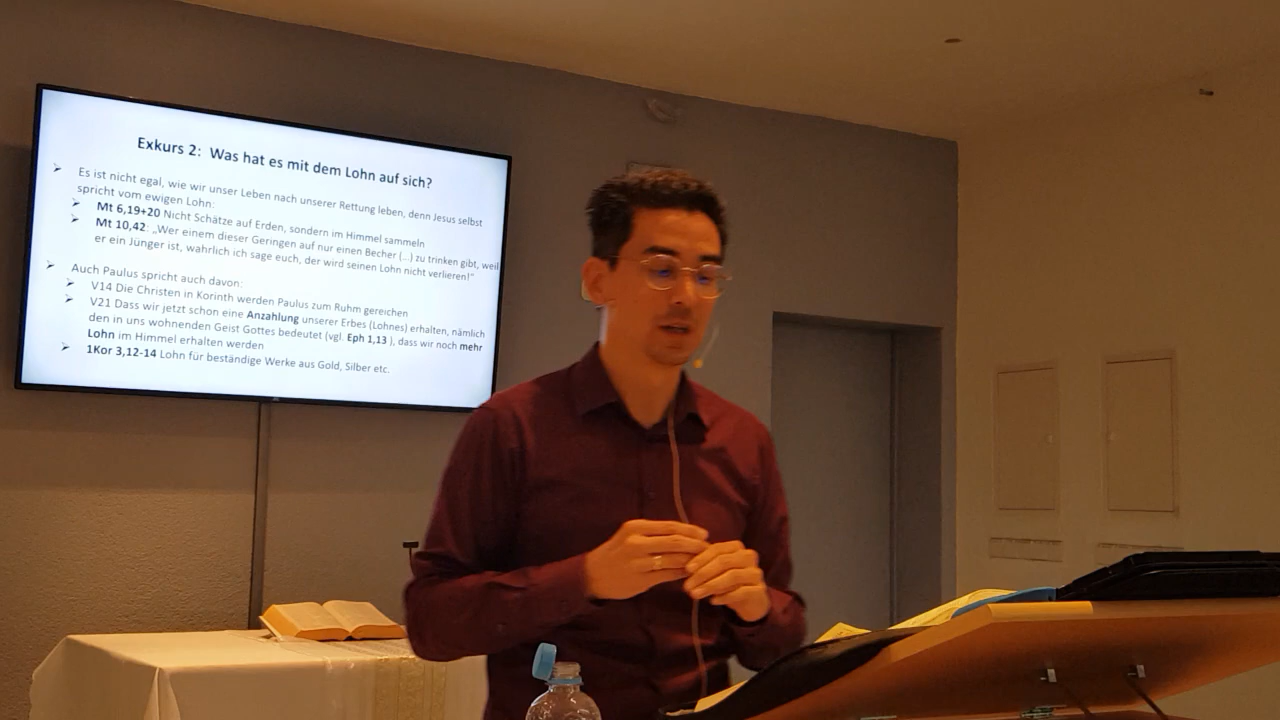 Exkurs 2: Was hat es mit dem Lohn auf sich?
Es ist nicht egal, wie wir unser Leben nach unserer Rettung leben, denn Jesus selbst
spricht vom ewigen Lohn:
Mt 6,19+20 Nicht Schätze auf Erden, sondern im Himmel sammeln
Mt 10,42: „Wer einem dieser Geringen auf nur einen Becher (...) zu trinken gibt, weil
er ein Jünger ist, wahrlich ich sage euch, der wird seinen Lohn nicht verlieren!"
Auch Paulus spricht auch davon:
V14 Die Christen in Korinth werden Paulus zum Ruhm gereichen
V21 Dass wir jetzt schon eine Anzahlung unserer Erbes (Lohnes) erhalten, nämlich
den in uns wohnenden Geist Gottes bedeutet (vgl. Eph 1,13 ), dass wir noch mehr
Lohn im Himmel erhalten werden
1Kor 3,12-14 Lohn für beständige Werke aus Gold, Silber etc.